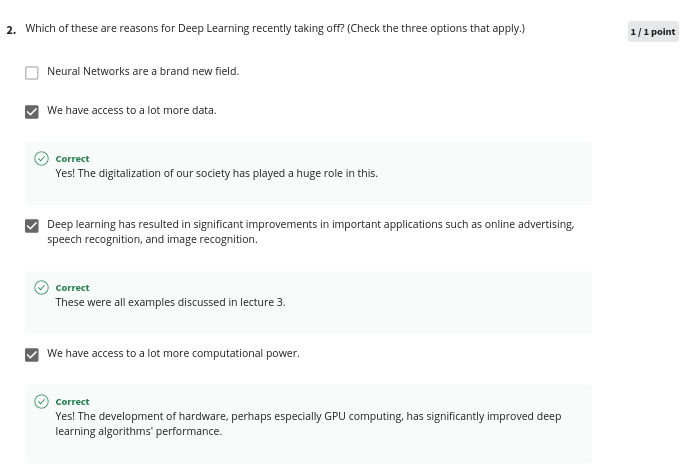 2. Which of these are reasons for Deep Learning recently taking off? (Check the three options that apply.)
1 / 1 point
Neural Networks are a brand new field.
We have access to a lot more data.
Correct
Yes! The digitalization of our society has played a huge role in this.
Deep learning has resulted in significant improvements in important applications such as online advertising,
speech recognition, and image recognition.
Correct
These were all examples discussed in lecture 3.
We have access to a lot more computational power.
Correct
Yes! The development of hardware, perhaps especially GPU computing, has significantly improved deep
learning algorithms' performance.